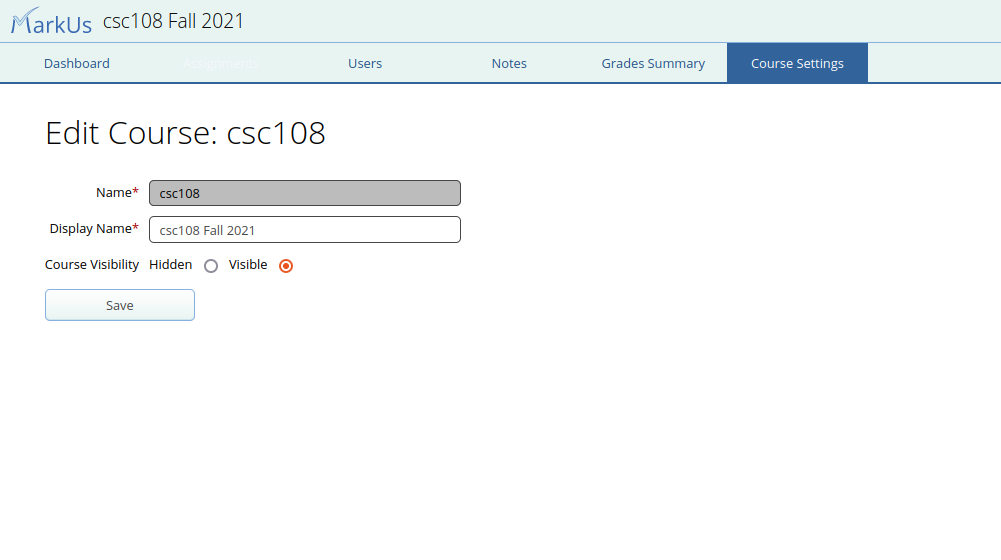 MarkUs csc108 Fall 2021
Dashboard Assignments Users Notes Grades Summary Course Settings
Edit Course: csc108
Name* csc108
Display Name* csc108 Fall 2021
Course Visibility Hidden Visible
Save